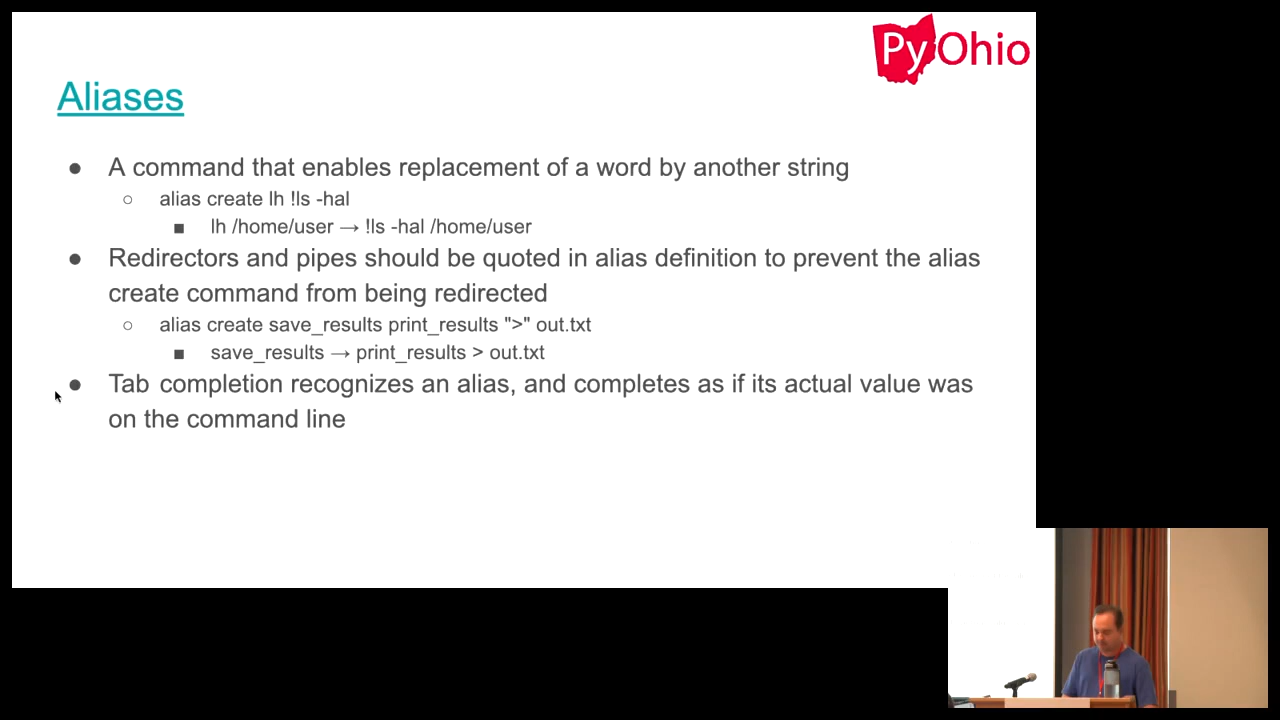 PyOhio
Aliases
● A command that enables replacement of a word by another string
○ alias create lh !ls -hal
■ lh /home/user → !ls -hal /home/user
● Redirectors and pipes should be quoted in alias definition to prevent the alias
create command from being redirected
○ alias create save_results print_results ">" out.txt
■ save_results → print_results > out.txt
● Tab completion recognizes an alias, and completes as if its actual value was
on the command line